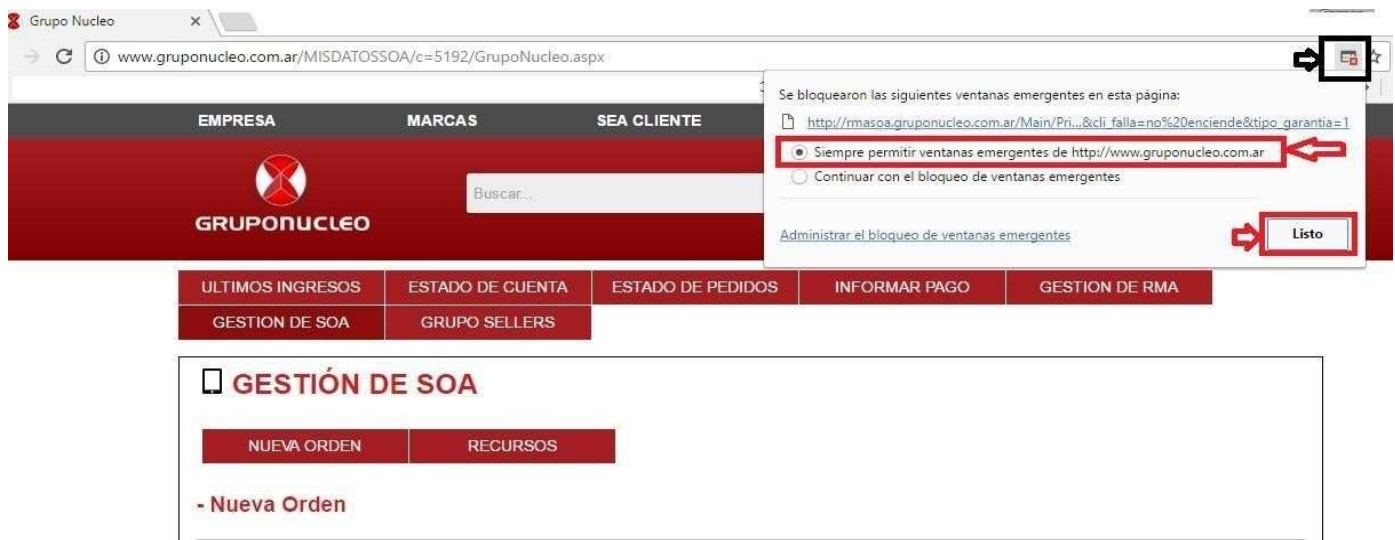 Grupo Nucleo
www.gruponucleo.com.ar/MISDATOSSOA/c=5192/GrupoNucleo.aspx
Se bloquearon las siguientes ventanas emergentes en esta página:
http://rmasoa.gruponucleo.com.ar/Main/Pri...&cli_falla=no%20enciende&tipo_garantia=1
Siempre permitir ventanas emergentes de http://www.gruponucleo.com.ar
Continuar con el bloqueo de ventanas emergentes
Administrar el bloqueo de ventanas emergentes
Listo
EMPRESA MARCAS SEA CLIENTE
Buscar...
GRUPONUCLEO
ULTIMOS INGRESOS ESTADO DE CUENTA ESTADO DE PEDIDOS INFORMAR PAGO GESTION DE RMA
GESTION DE SOA GRUPO SELLERS
GESTIÓN DE SOA
NUEVA ORDEN RECURSOS
- Nueva Orden